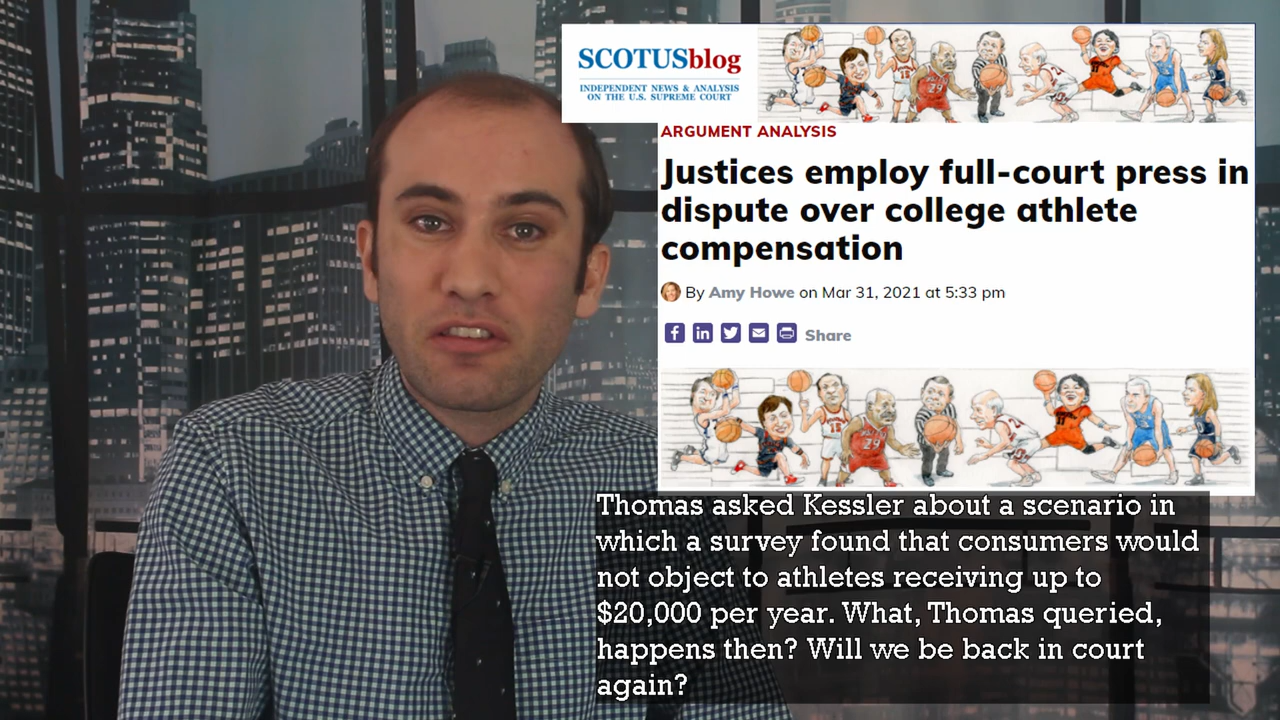 SCOTUSblog
INDEPENDENT NEWS & ANALYSIS
ON THE U.S. SUPREME COURT
ARGUMENT ANALYSIS
Justices employ full-court press in
dispute over college athlete
compensation
By Amy Howe on Mar 31, 2021 at 5:33 pm
Share
Thomas asked Kessler about a scenario in
which a survey found that consumers would
not object to athletes receiving up to
$20,000 per year. What, Thomas queried,
happens then? Will we be back in court
again?